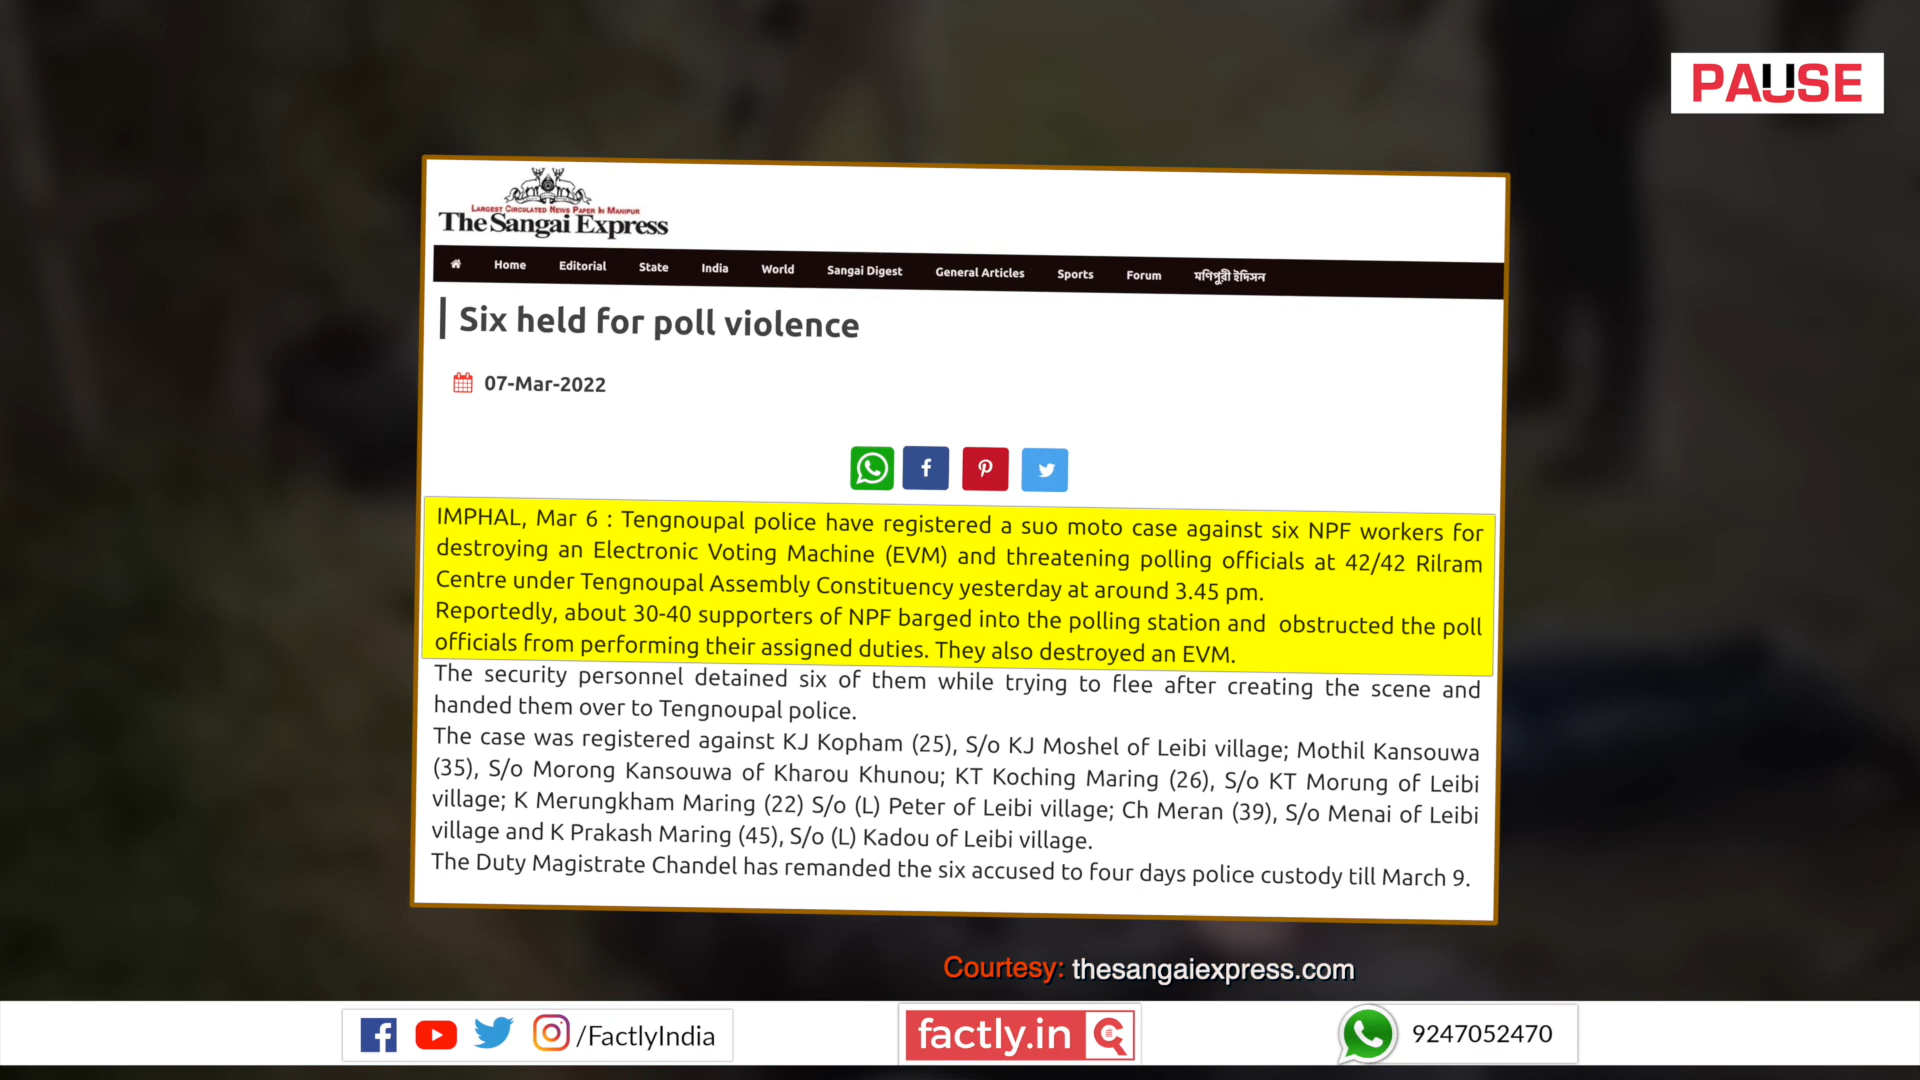 PAUSE
LARGEST CIRCULATED NEWS PAPER IN MANIPUR
The Sangai Express
Home Editorial State India World Sangai Digest General Articles Sports Forum মণিপুরী ইদিসন
Six held for poll violence
07-Mar-2022
IMPHAL, Mar 6 : Tengnoupal police have registered a suo moto case against six NPF workers for
destroying an Electronic Voting Machine (EVM) and threatening polling officials at 42/42 Rilram
Centre under Tengnoupal Assembly Constituency yesterday at around 3.45 pm.
Reportedly, about 30-40 supporters of NPF barged into the polling station and obstructed the poll
officials from performing their assigned duties. They also destroyed an EVM.
The security personnel detained six of them while trying to flee after creating the scene and
handed them over to Tengnoupal police.
The case was registered against KJ Kopham (25), S/o KJ Moshel of Leibi village; Mothil Kansouwa
(35), S/o Morong Kansouwa of Kharou Khunou; KT Koching Maring (26), S/o KT Morung of Leibi
village; K Merungkham Maring (22) S/o (L) Peter of Leibi village; Ch Meran (39), S/o Menai of Leibi
village and K Prakash Maring (45), S/o (L) Kadou of Leibi village.
The Duty Magistrate Chandel has remanded the six accused to four days police custody till March 9.
Courtesy: thesangaiexpress.com
/FactlyIndia
factly.in
9247052470